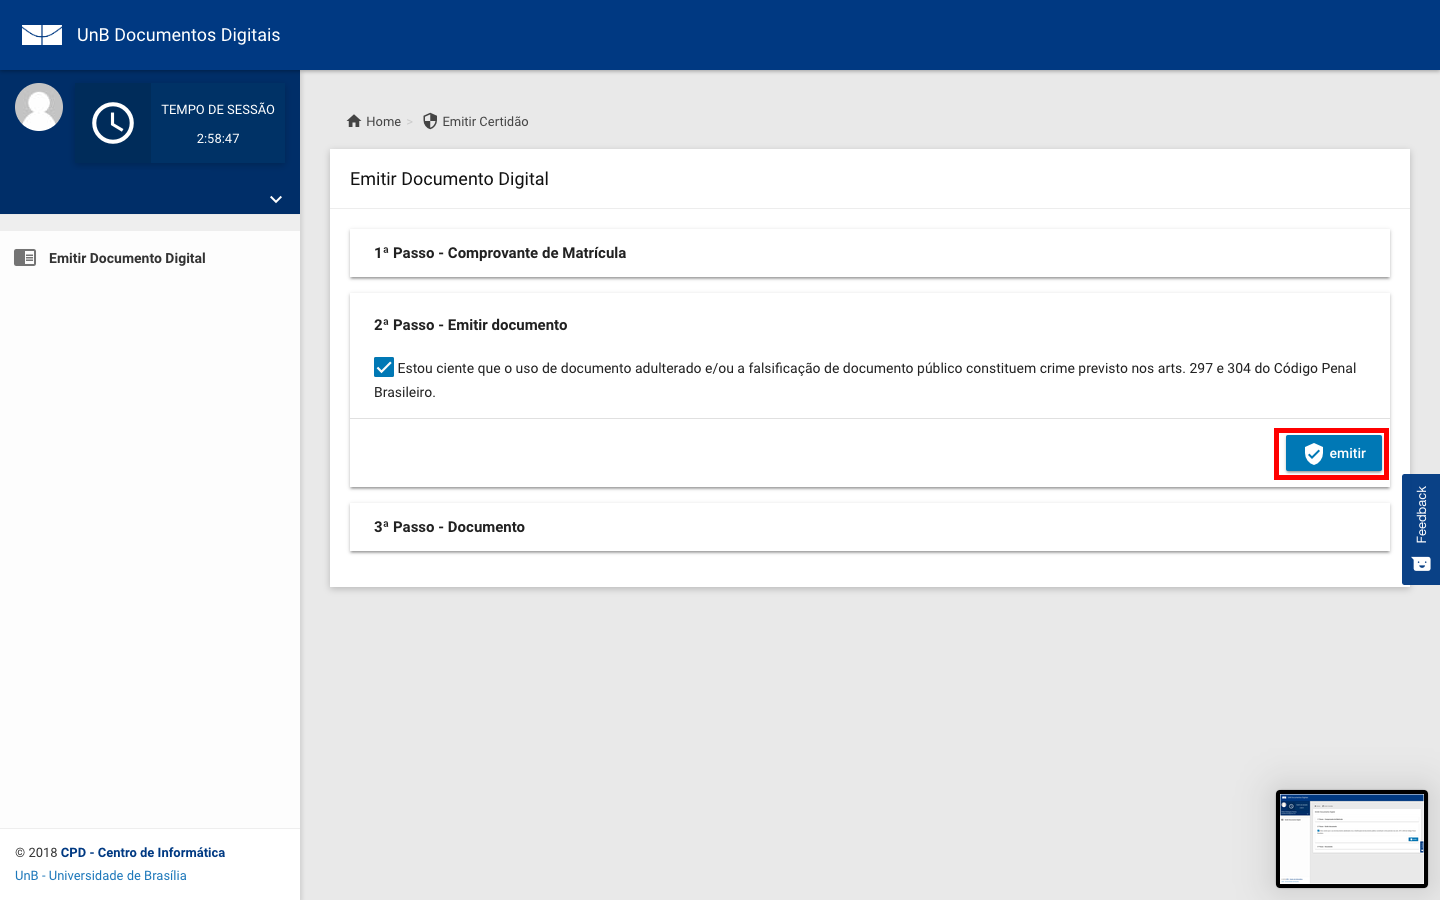 UnB Documentos Digitais
TEMPO DE SESSÃO
2:58:47
Home > Emitir Certidão
Emitir Documento Digital
Emitir Documento Digital
1ª Passo - Comprovante de Matrícula
2ª Passo - Emitir documento
Estou ciente que o uso de documento adulterado e/ou a falsificação de documento público constituem crime previsto nos arts. 297 e 304 do Código Penal
Brasileiro.
emitir
Feedback
3ª Passo - Documento
© 2018 CPD - Centro de Informática
UnB - Universidade de Brasília